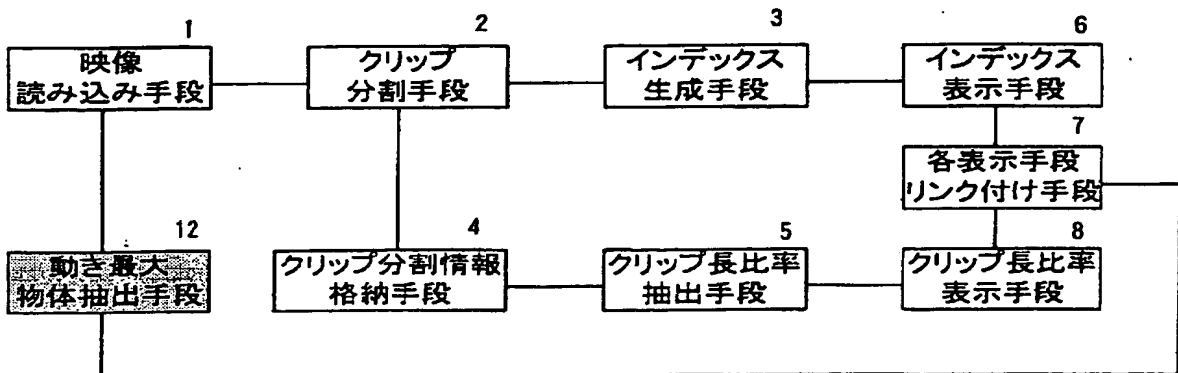 1
映像
読み込み手段
2
クリップ
分割手段
3
インデックス
生成手段
6
インデックス
表示手段
7
各表示手段
リンク付け手段
12
動き最大
物体抽出手段
4
クリップ分割情報
格納手段
5
クリップ長比率
抽出手段
8
クリップ長比率
表示手段